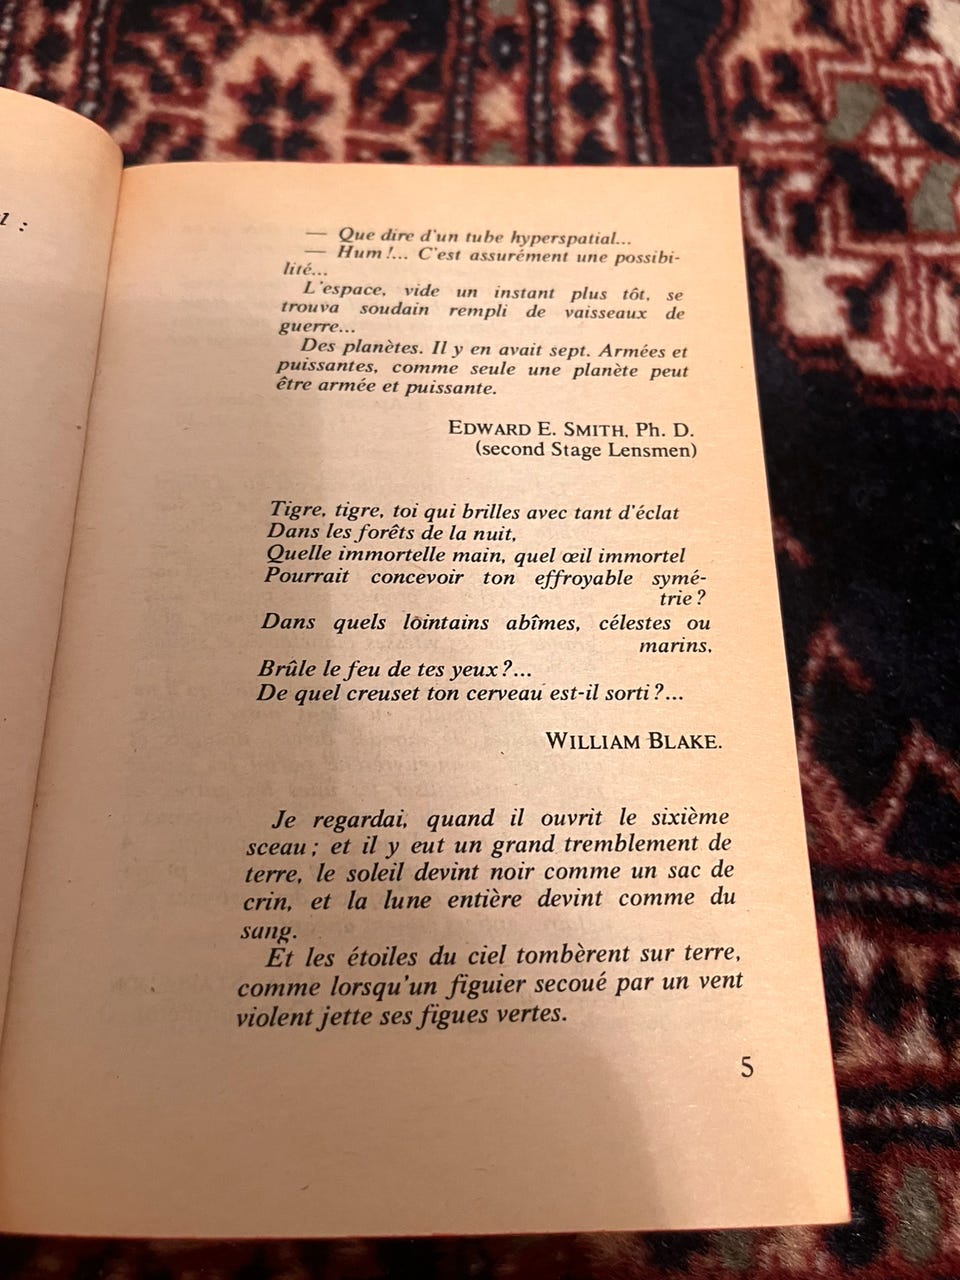 — Que dire d'un tube hyperspatial...
— Hum !... C'est assurément une possibi-
lité...
L'espace, vide un instant plus tôt, se
trouva soudain rempli de vaisseaux de
guerre...
Des planètes. Il y en avait sept. Armées et
puissantes, comme seule une planète peut
être armée et puissante.
EDWARD E. SMITH, Ph. D.
(second Stage Lensmen)
Tigre, tigre, toi qui brilles avec tant d'éclat
Dans les forêts de la nuit,
Quelle immortelle main, quel œil immortel
Pourrait concevoir ton effroyable symé-
trie ?
Dans quels lointains abîmes, célestes ou
marins,
Brûle le feu de tes yeux ?...
De quel creuset ton cerveau est-il sorti ?...
WILLIAM BLAKE.
Je regardai, quand il ouvrit le sixième
sceau ; et il y eut un grand tremblement de
terre, le soleil devint noir comme un sac de
crin, et la lune entière devint comme du
sang.
Et les étoiles du ciel tombèrent sur terre,
comme lorsqu'un figuier secoué par un vent
violent jette ses figues vertes.
5